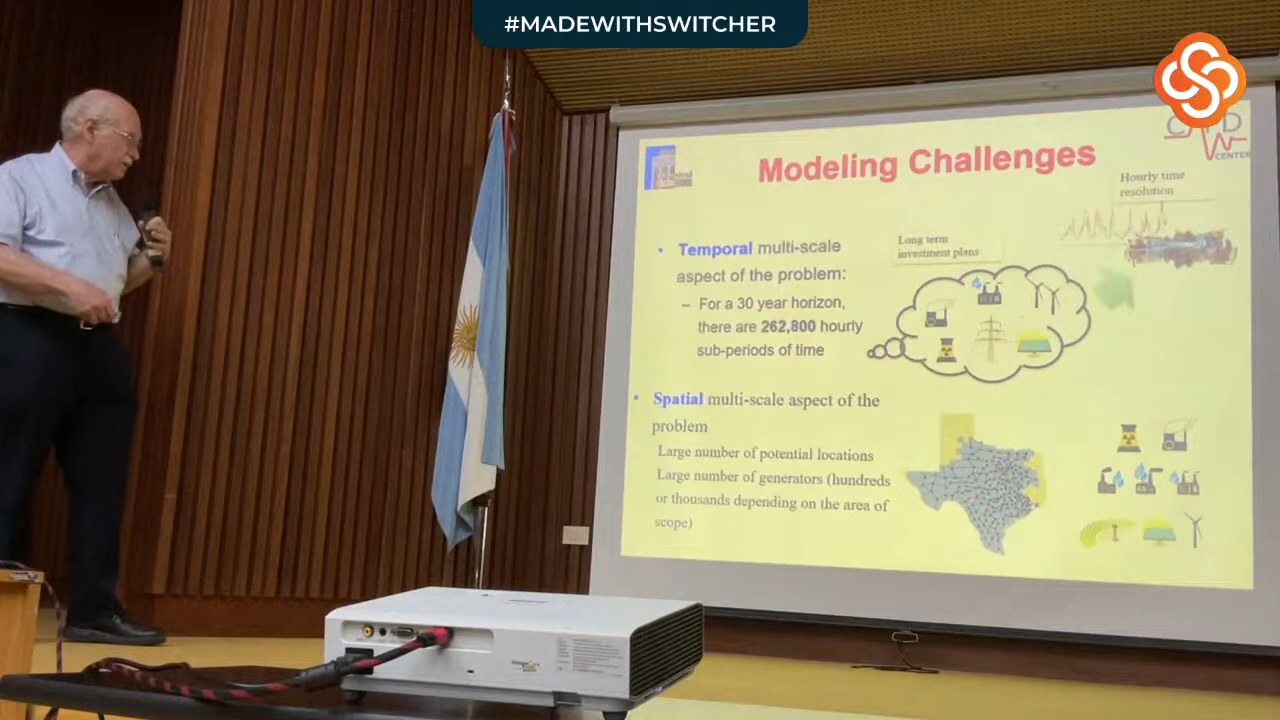 #MADEWITHSWITCHER
CAPD
CENTER
Modeling Challenges
Hourly time
resolution
Long term
investment plans
• Temporal multi-scale
aspect of the problem:
– For a 30 year horizon,
there are 262,800 hourly
sub-periods of time
• Spatial multi-scale aspect of the
problem
Large number of potential locations
Large number of generators (hundreds
or thousands depending on the area of
scope)